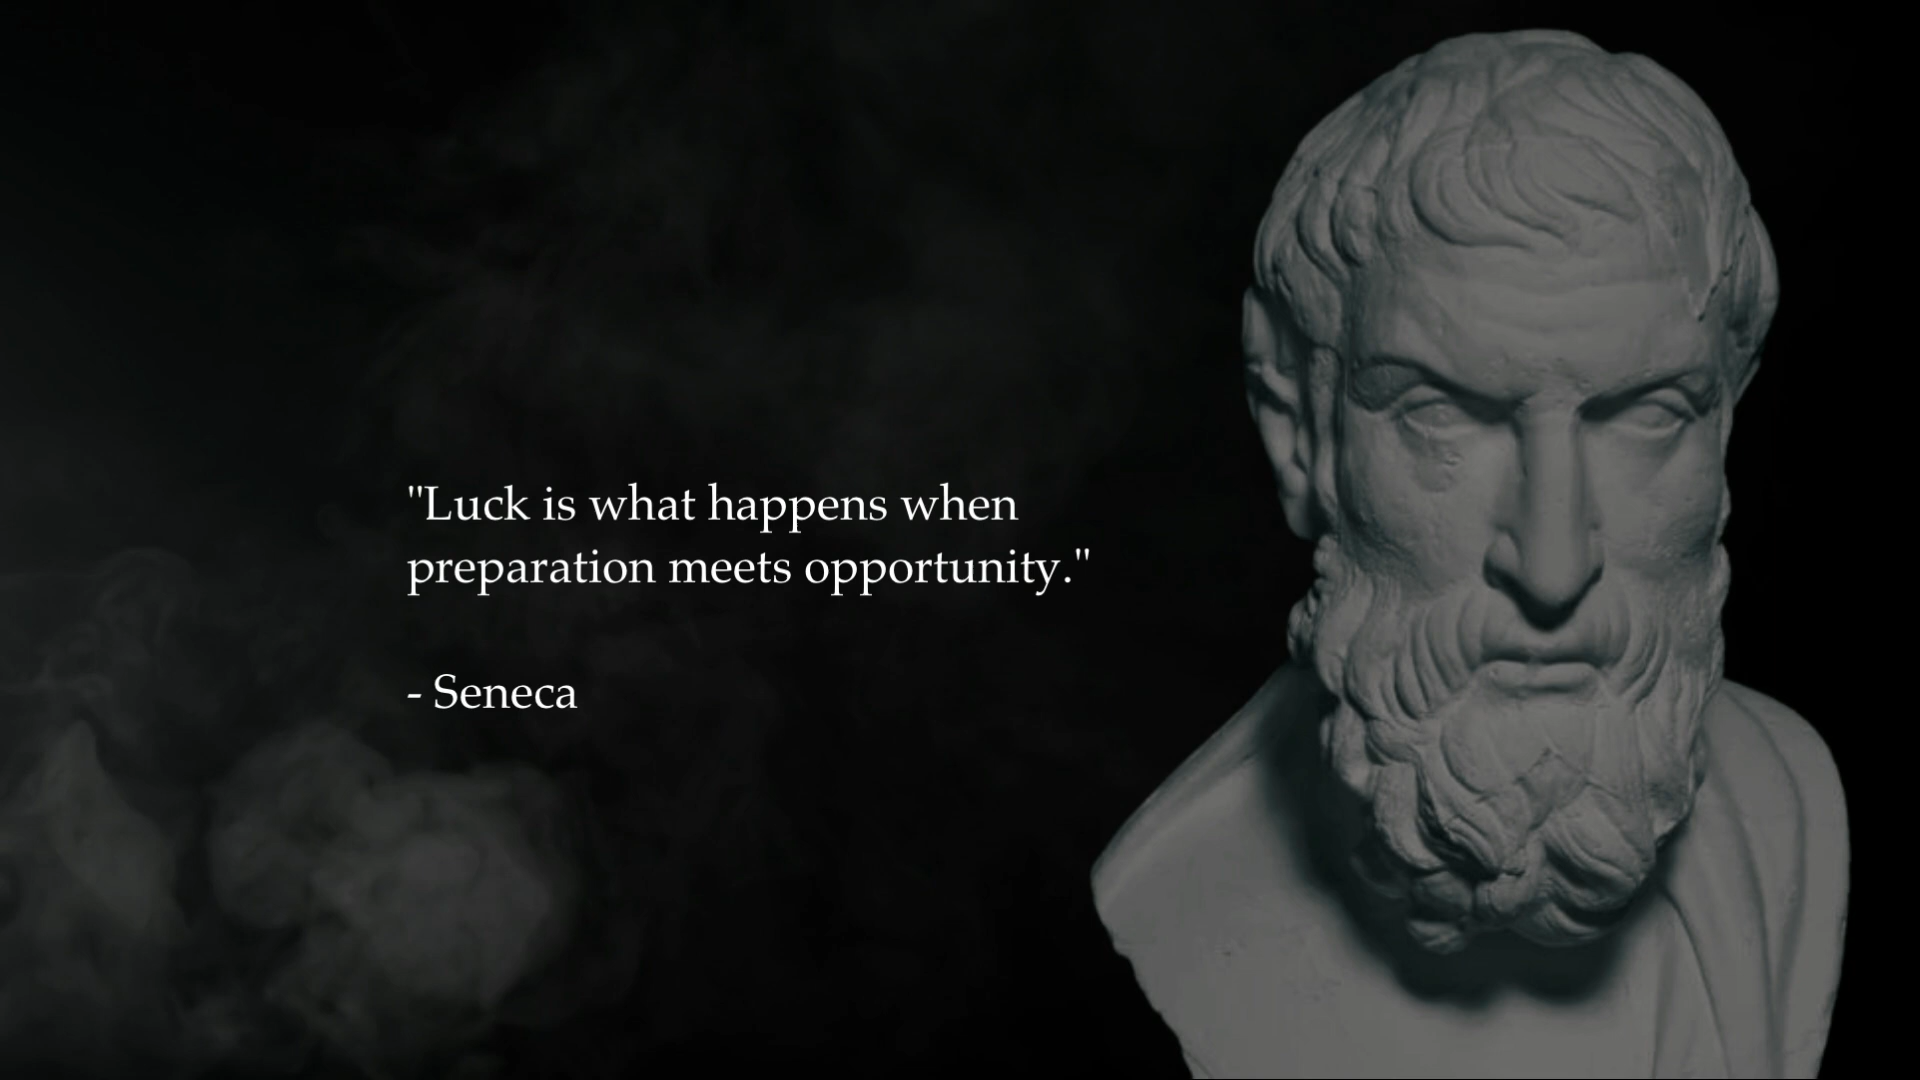 "Luck is what happens when
preparation meets opportunity."
- Seneca